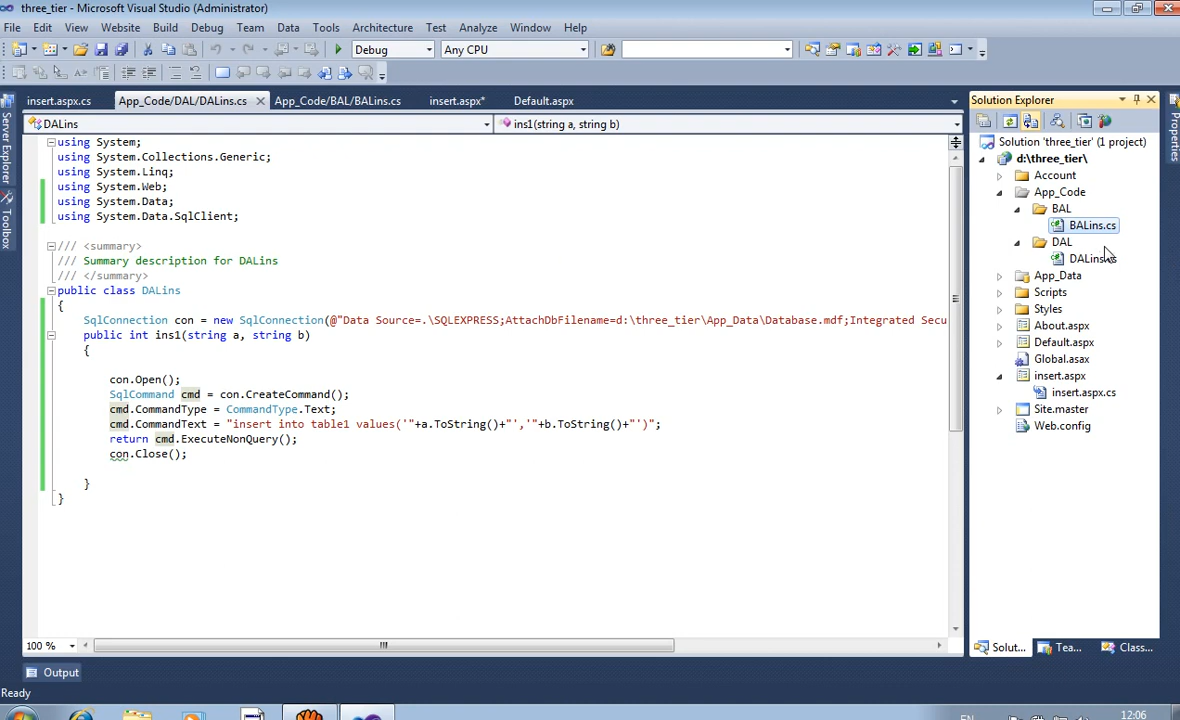 three_tier - Microsoft Visual Studio (Administrator)
File Edit View Website Build Debug Team Data Tools Architecture Test Analyze Window Help
Debug Any CPU
insert.aspx.cs App_Code/DAL/DALins.cs App_Code/BAL/BALins.cs insert.aspx* Default.aspx
DALins ins1(string a, string b)
using System;
using System.Collections.Generic;
using System.Linq;
using System.Web;
using System.Data;
using System.Data.SqlClient;
/// <summary>
/// Summary description for DALins
/// </summary>
public class DALins
{
SqlConnection con = new SqlConnection(@"Data Source=.\SQLEXPRESS;AttachDbFilename=d:\three_tier\App_Data\Database.mdf;Integrated Secu
public int ins1(string a, string b)
{
con.Open();
SqlCommand cmd = con.CreateCommand();
cmd.CommandType = CommandType.Text;
cmd.CommandText = "insert into table1 values('"+a.ToString()+"','"+b.ToString()+"')";
return cmd.ExecuteNonQuery();
con.Close();
}
}
100 %
Output
Ready
Server Explorer
Toolbox
Solution Explorer
Solution 'three_tier' (1 project)
d:\three_tier\
Account
App_Code
BAL
BALins.cs
DAL
DALins.cs
App_Data
Scripts
Styles
About.aspx
Default.aspx
Global.asax
insert.aspx
insert.aspx.cs
Site.master
Web.config
Solut... Tea... Class...
Properties
12:06